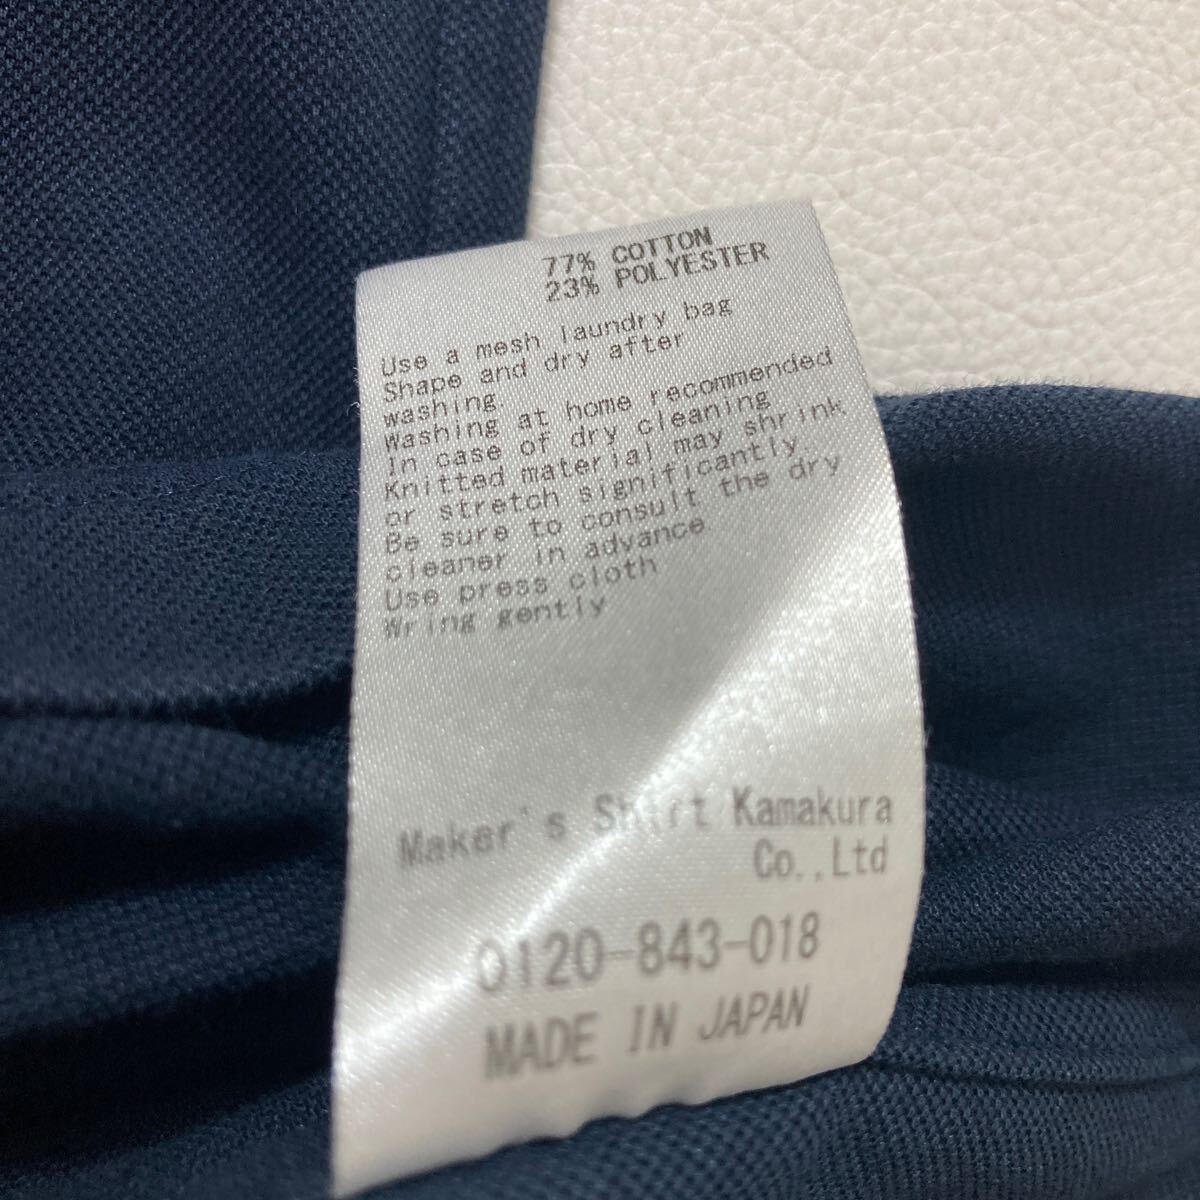 77% COTTON
23% POLYESTER
Use a mesh laundry bag
Shape and dry after
washing
Washing at home recommended
In case of dry cleaning
Knitted material may shrink
or stretch significantly
Be sure to consult the dry
cleaner in advance
Use press cloth
Wring gently
Maker's Shirt Kamakura
Co.,Ltd
0120-843-018
MADE IN JAPAN